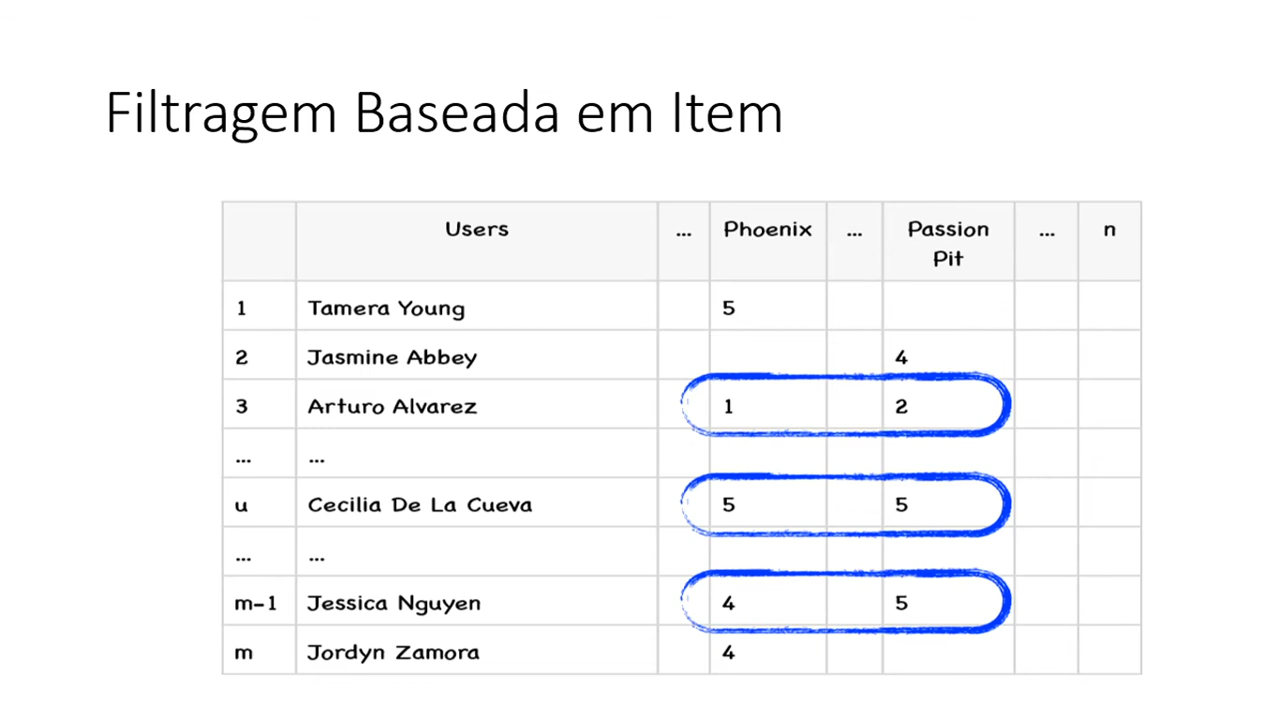 Filtragem Baseada em Item
Users ... Phoenix ... Passion Pit ... n
1 Tamera Young 5
2 Jasmine Abbey 4
3 Arturo Alvarez 1 2
... ...
u Cecilia De La Cueva 5 5
... ...
m-1 Jessica Nguyen 4 5
m Jordyn Zamora 4